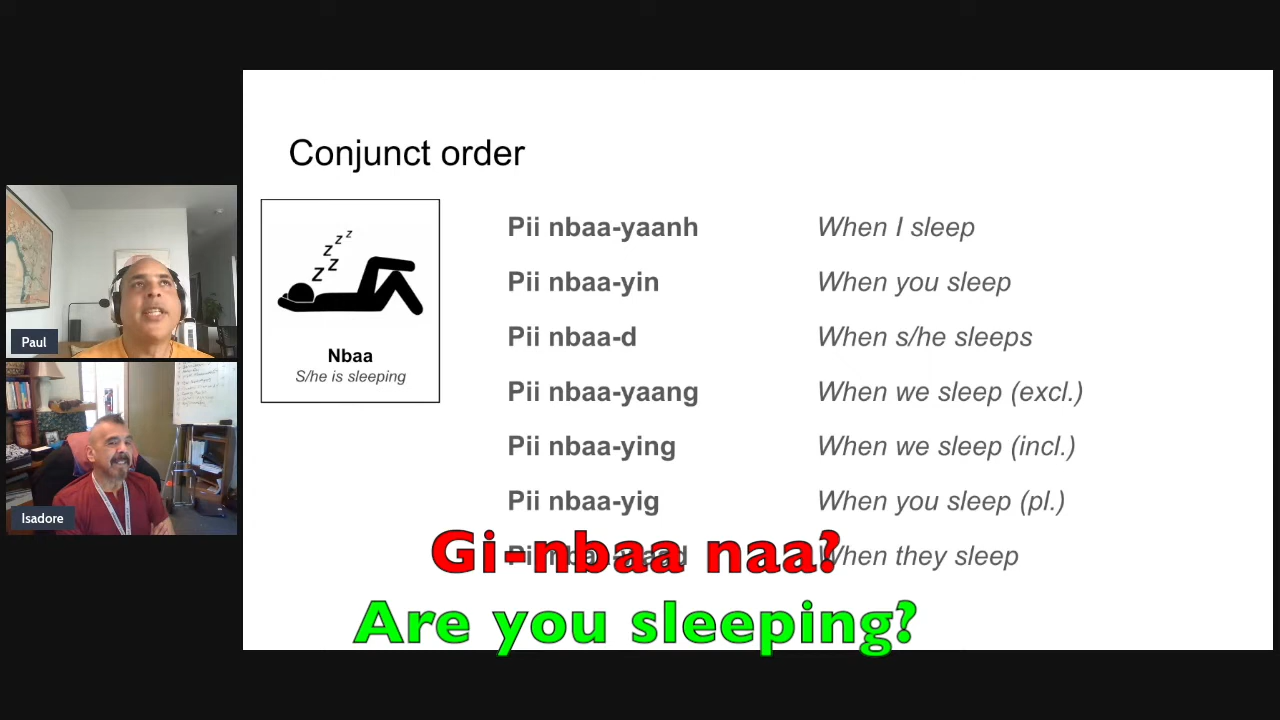 Conjunct order
z
z
z
Z
Z
Nbaa
S/he is sleeping
Pii nbaa-yaanh When I sleep
Pii nbaa-yin When you sleep
Pii nbaa-d When s/he sleeps
Pii nbaa-yaang When we sleep (excl.)
Pii nbaa-ying When we sleep (incl.)
Pii nbaa-yig When you sleep (pl.)
When they sleep
Gi-nbaa naa?
Are you sleeping?
Paul
Isadore